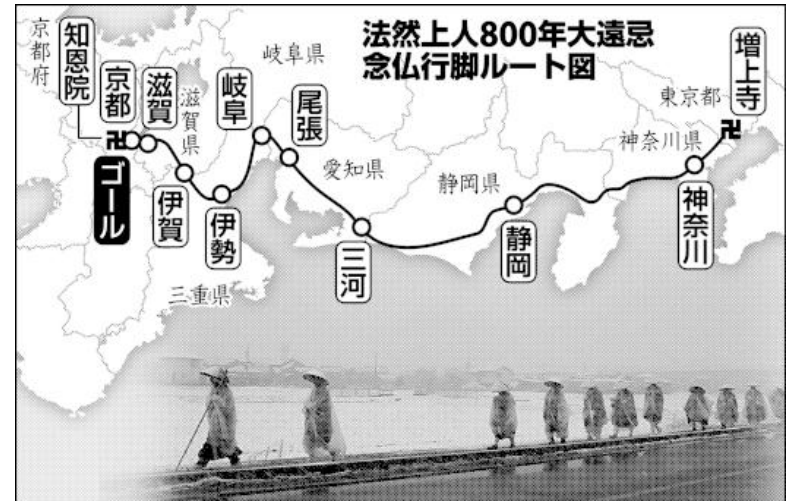 法然上人800年大遠忌
念仏行脚ルート図
京都府
知恩院
京都
滋賀
滋賀県
岐阜県
岐阜
尾張
愛知県
静岡県
東京都
神奈川県
増上寺
卍
卍
ゴール
伊賀
伊勢
三河
静岡
神奈川
三重県